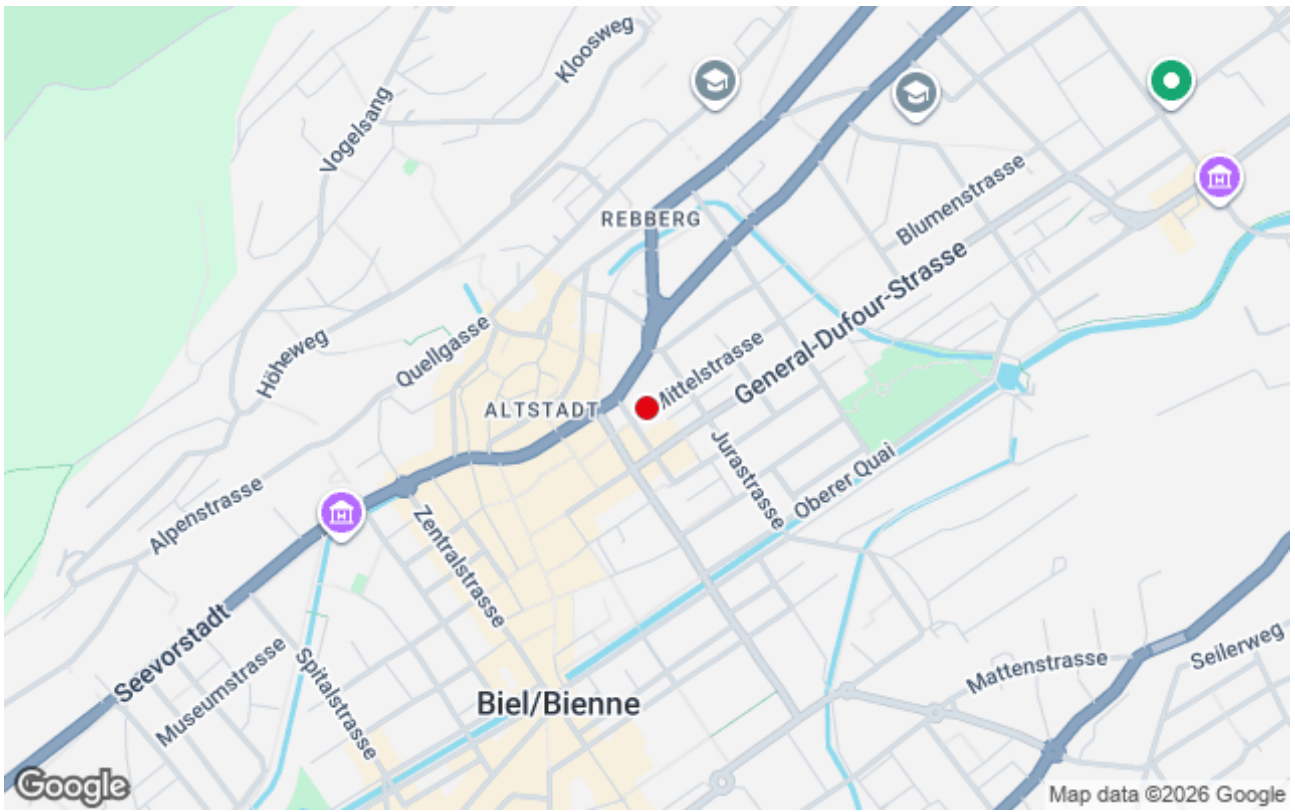 Kloosweg
Vogelsang
REBBERG
Blumenstrasse
General-Dufour-Strasse
Höheweg
Quellgasse
Mittelstrasse
ALTSTADT
Jurastrasse
Oberer Quai
Alpenstrasse
Zentralstrasse
Seevorstadt
Museumstrasse
Spitalstrasse
Biel/Bienne
Mattenstrasse
Seilerweg
Google
Map data ©2026 Google